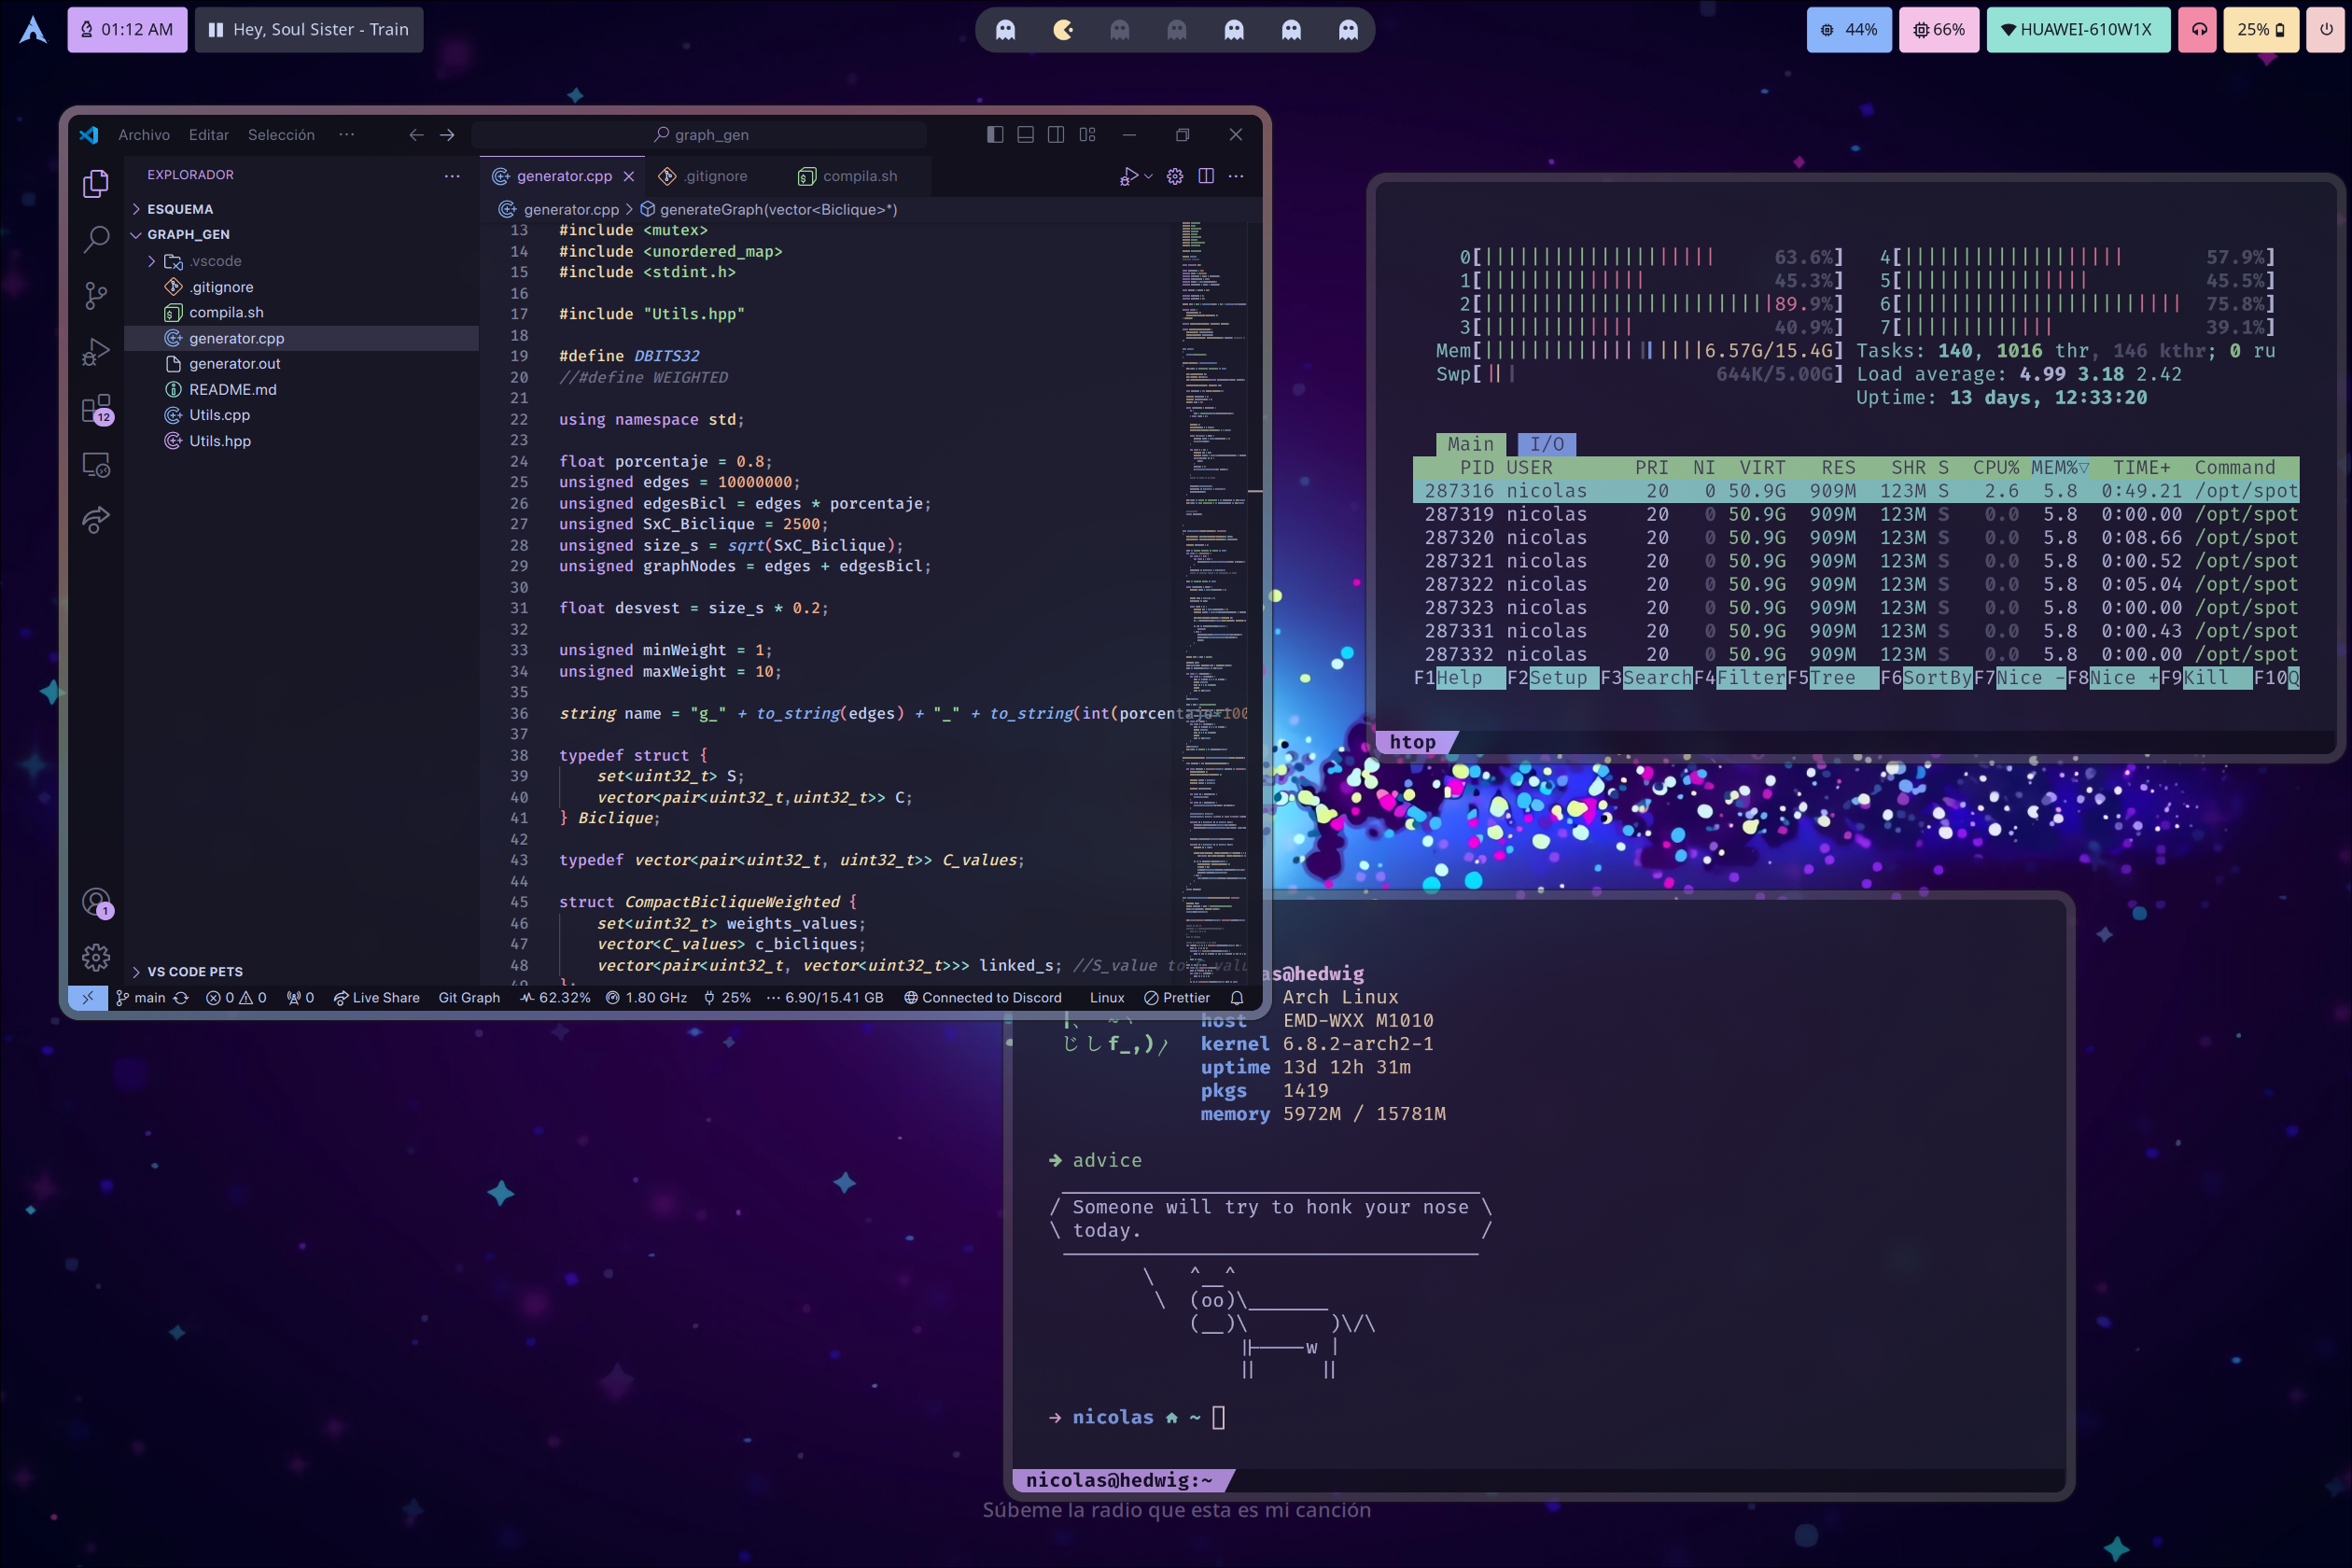 01:12 AM
Hey, Soul Sister - Train
44%
66%
HUAWEI-610W1X
25%
Archivo Editar Selección ···
graph_gen
EXPLORADOR ···
ESQUEMA
GRAPH_GEN
.vscode
.gitignore
compila.sh
generator.cpp
generator.out
README.md
Utils.cpp
Utils.hpp
12
1
VS CODE PETS
generator.cpp .gitignore compila.sh
generator.cpp > generateGraph(vector<Biclique>*)
13 #include <mutex>
14 #include <unordered_map>
15 #include <stdint.h>
16
17 #include "Utils.hpp"
18
19 #define DBITS32
20 //#define WEIGHTED
21
22 using namespace std;
23
24 float porcentaje = 0.8;
25 unsigned edges = 10000000;
26 unsigned edgesBicl = edges * porcentaje;
27 unsigned SxC_Biclique = 2500;
28 unsigned size_s = sqrt(SxC_Biclique);
29 unsigned graphNodes = edges + edgesBicl;
30
31 float desvest = size_s * 0.2;
32
33 unsigned minWeight = 1;
34 unsigned maxWeight = 10;
35
36 string name = "g_" + to_string(edges) + "_" + to_string(int(porcentaje*100
37
38 typedef struct {
39 set<uint32_t> S;
40 vector<pair<uint32_t,uint32_t>> C;
41 } Biclique;
42
43 typedef vector<pair<uint32_t, uint32_t>> C_values;
44
45 struct CompactBicliqueWeighted {
46 set<uint32_t> weights_values;
47 vector<C_values> c_bicliques;
48 vector<pair<uint32_t, vector<uint32_t>>> linked_s; //S_value to
49 };
main 0 0 0 Live Share Git Graph 62.32% 1.80 GHz 25% ··· 6.90/15.41 GB Connected to Discord Linux Prettier
0[ 63.6%] 4[ 57.9%]
1[ 45.3%] 5[ 45.5%]
2[ 89.9%] 6[ 75.8%]
3[ 40.9%] 7[ 39.1%]
Mem[ 6.57G/15.4G] Tasks: 140, 1016 thr, 146 kthr; 0 ru
Swp[ 644K/5.00G] Load average: 4.99 3.18 2.42
Uptime: 13 days, 12:33:20
Main I/O
PID USER PRI NI VIRT RES SHR S CPU% MEM%▽ TIME+ Command
287316 nicolas 20 0 50.9G 909M 123M S 2.6 5.8 0:49.21 /opt/spot
287319 nicolas 20 0 50.9G 909M 123M S 0.0 5.8 0:00.00 /opt/spot
287320 nicolas 20 0 50.9G 909M 123M S 0.0 5.8 0:08.66 /opt/spot
287321 nicolas 20 0 50.9G 909M 123M S 0.0 5.8 0:00.52 /opt/spot
287322 nicolas 20 0 50.9G 909M 123M S 0.0 5.8 0:05.04 /opt/spot
287323 nicolas 20 0 50.9G 909M 123M S 0.0 5.8 0:00.00 /opt/spot
287331 nicolas 20 0 50.9G 909M 123M S 0.0 5.8 0:00.43 /opt/spot
287332 nicolas 20 0 50.9G 909M 123M S 0.0 5.8 0:00.00 /opt/spot
F1Help F2Setup F3SearchF4FilterF5Tree F6SortByF7Nice -F8Nice +F9Kill F10Q
htop
as@hedwig
Arch Linux
host EMD-WXX M1010
じしf_,)ノ kernel 6.8.2-arch2-1
uptime 13d 12h 31m
pkgs 1419
memory 5972M / 15781M
→ advice
/ Someone will try to honk your nose \
\ today. /
\ ^__^
\ (oo)\_______
(__)\ )\/\
||----w |
|| ||
→ nicolas ~
nicolas@hedwig:~
Súbeme la radio que esta es mi canción